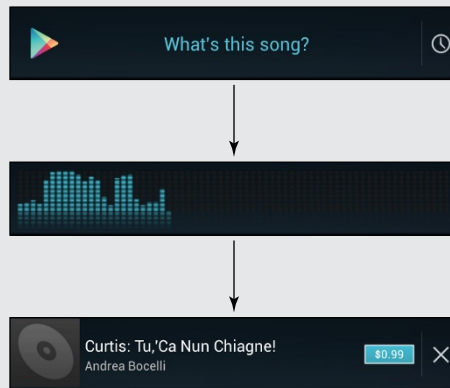 What's this song?
Curtis: Tu,'Ca Nun Chiagne!
$0.99
Andrea Bocelli